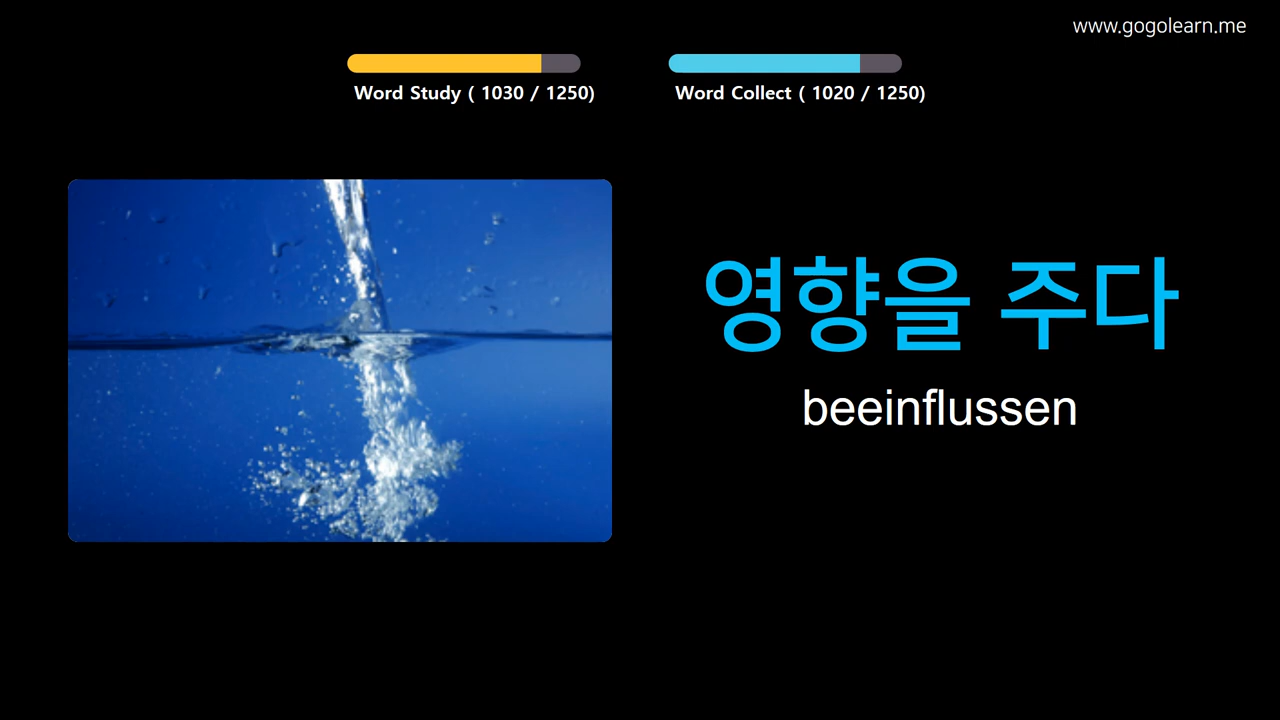 www.gogolearn.me
Word Study ( 1030 / 1250)
Word Collect ( 1020 / 1250)
영향을 주다
beeinflussen